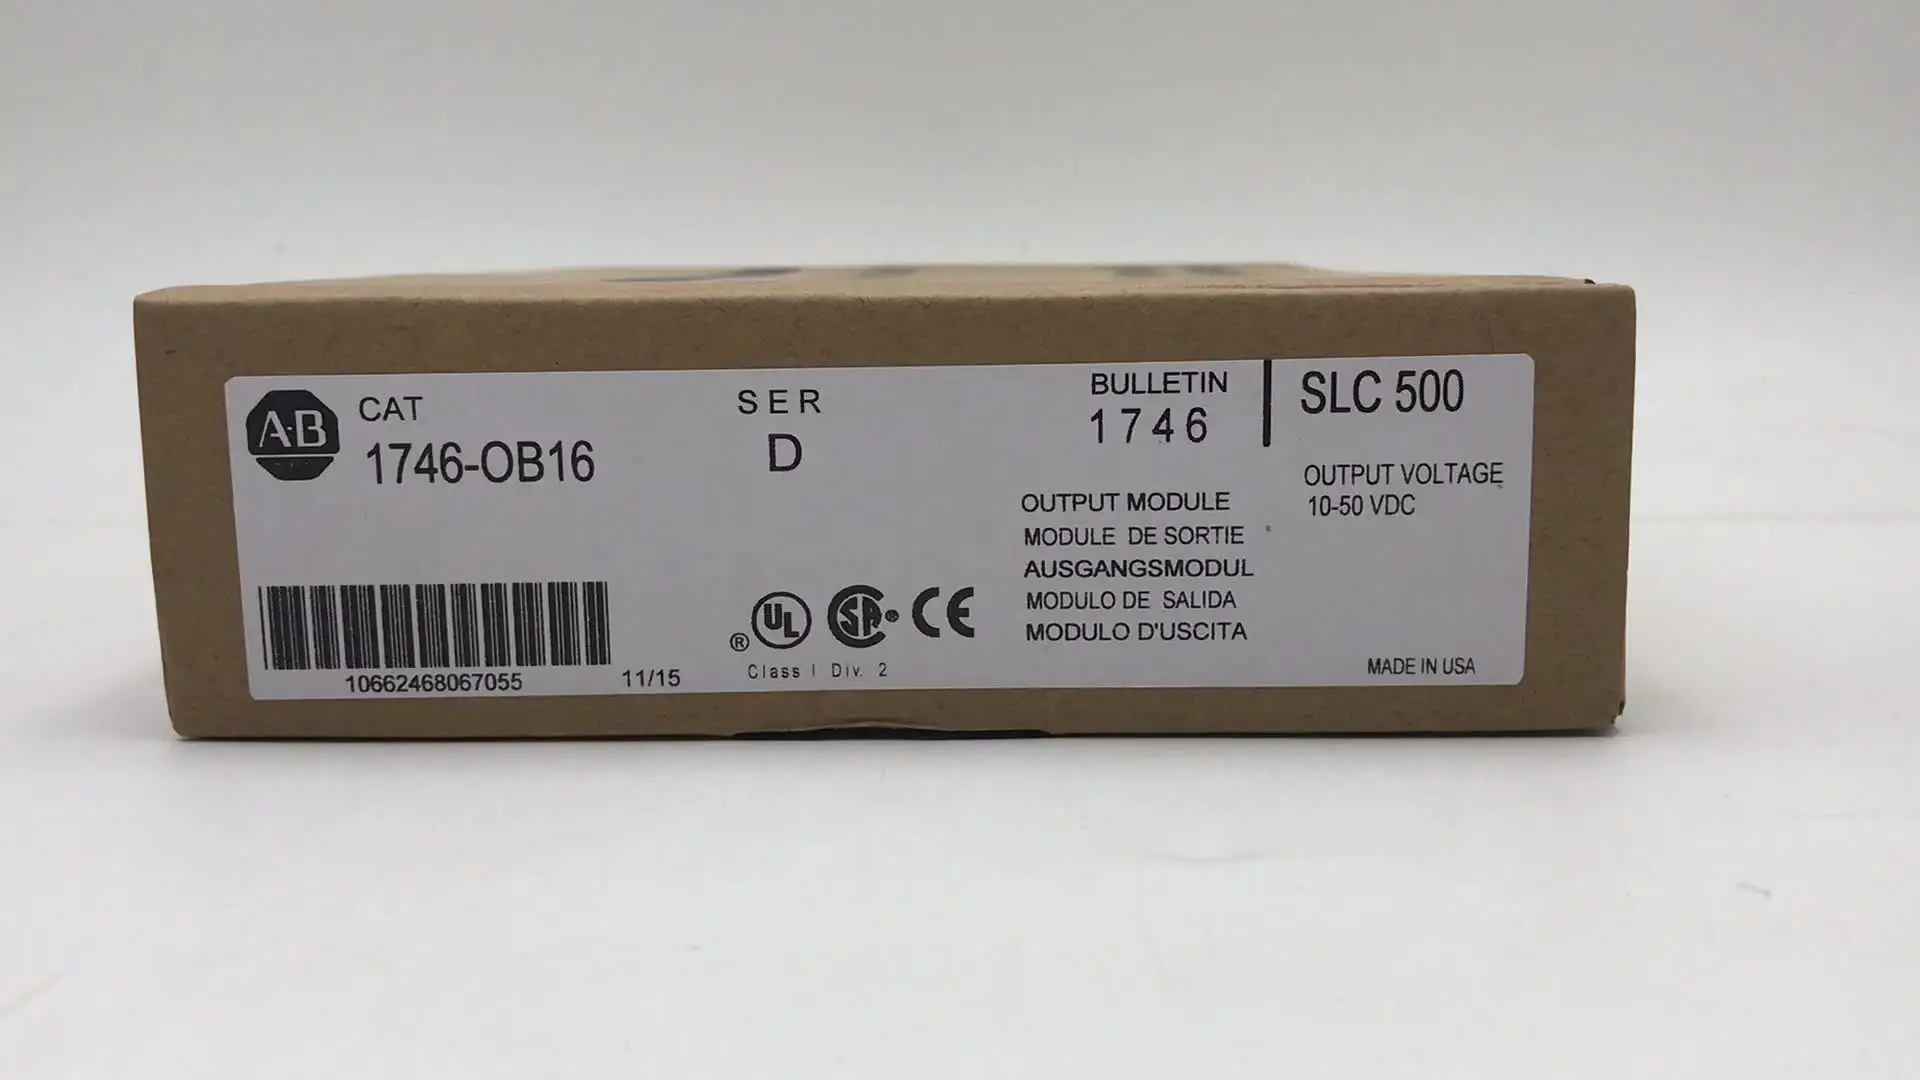 A·B
CAT
1746-OB16
SER
D
BULLETIN
1746
SLC 500
OUTPUT VOLTAGE
10-50 VDC
OUTPUT MODULE
MODULE DE SORTIE
AUSGANGSMODUL
MODULO DE SALIDA
MODULO D'USCITA
® UL SA ® CE
Class I Div. 2
10662468067055
11/15
MADE IN USA